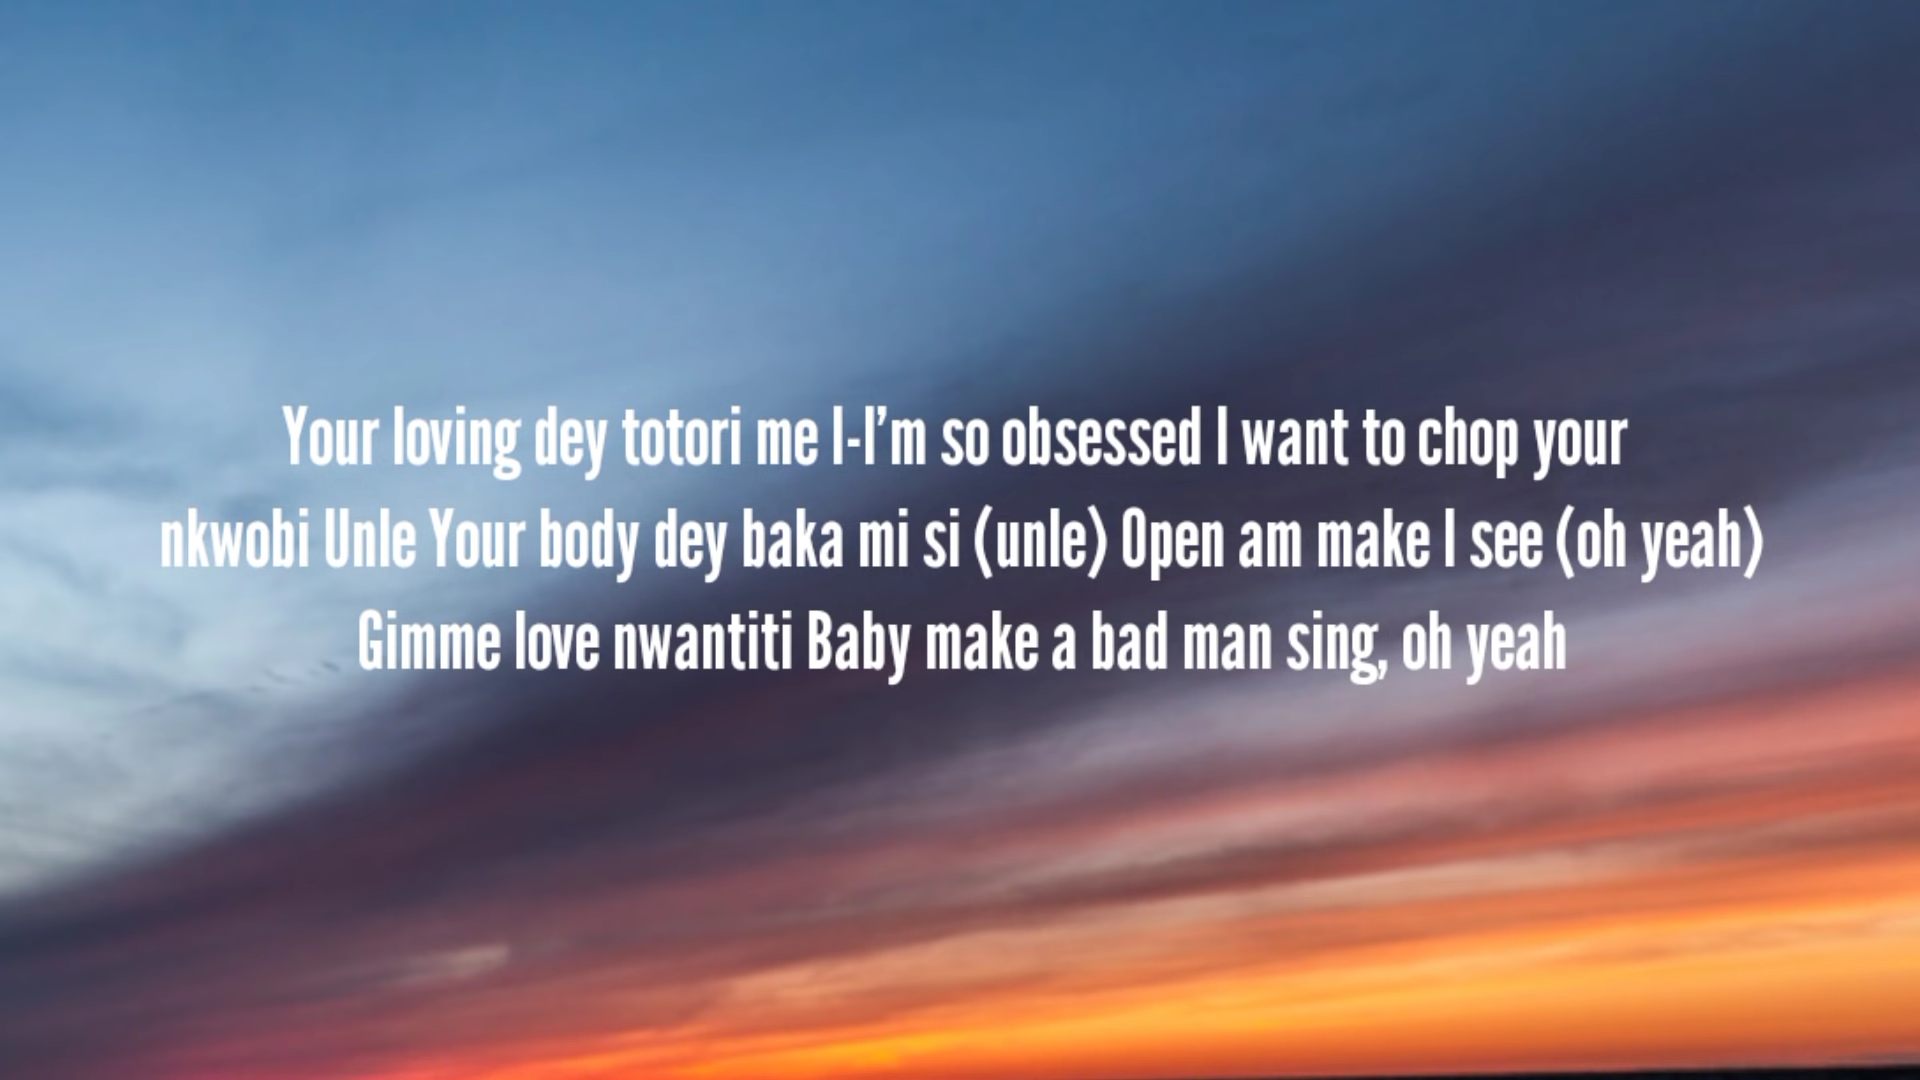 Your loving dey totori me I-I’m so obsessed I want to chop your
nkwobi Unle Your body dey baka mi si (unle) Open am make I see (oh yeah)
Gimme love nwantiti Baby make a bad man sing, oh yeah